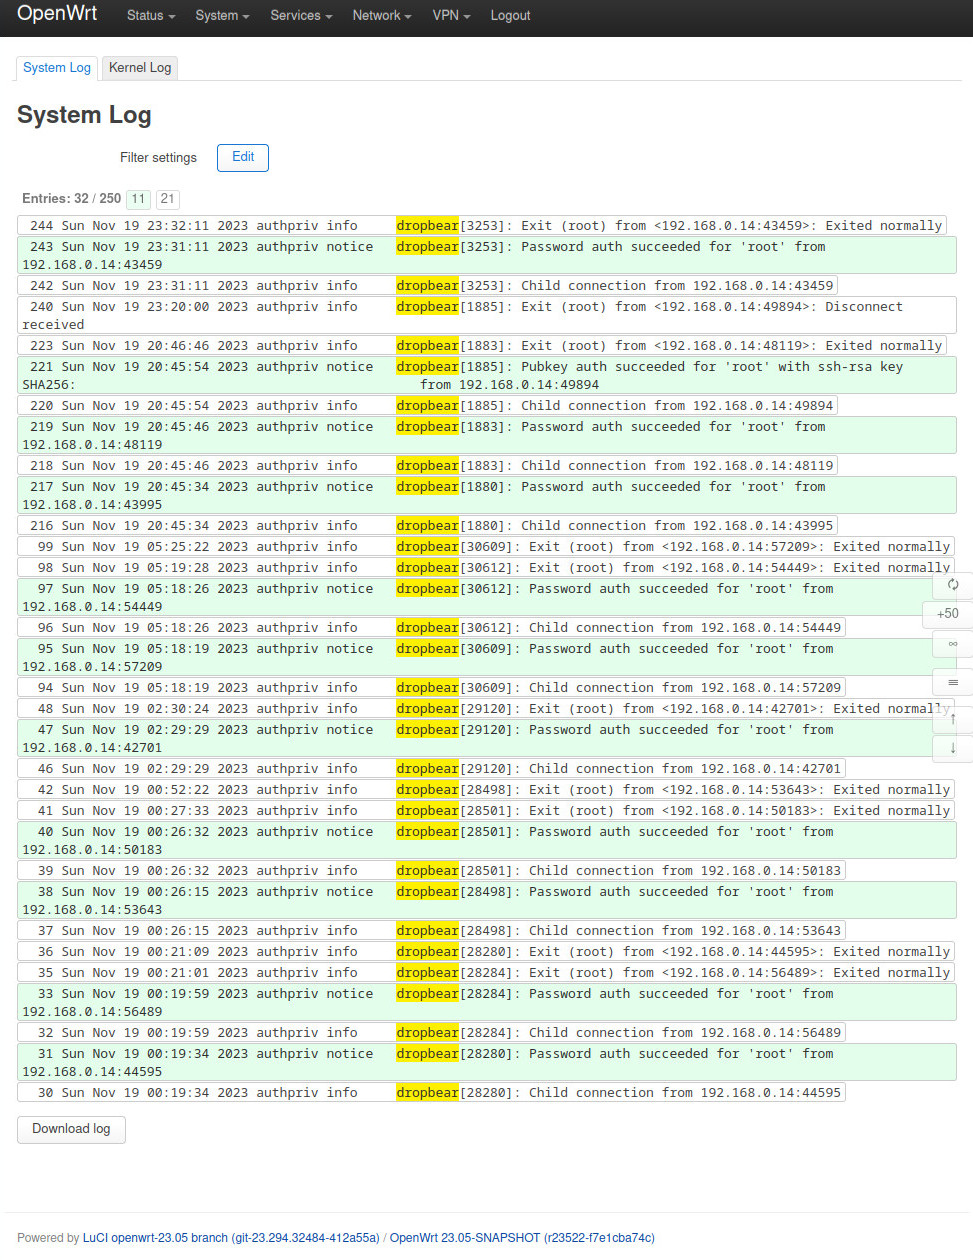 OpenWrt Status System Services Network VPN Logout
System Log Kernel Log
System Log
Filter settings Edit
Entries: 32 / 250 11 21
244 Sun Nov 19 23:32:11 2023 authpriv info dropbear[3253]: Exit (root) from <192.168.0.14:43459>: Exited normally
243 Sun Nov 19 23:31:11 2023 authpriv notice dropbear[3253]: Password auth succeeded for 'root' from
192.168.0.14:43459
242 Sun Nov 19 23:31:11 2023 authpriv info dropbear[3253]: Child connection from 192.168.0.14:43459
240 Sun Nov 19 23:20:00 2023 authpriv info dropbear[1885]: Exit (root) from <192.168.0.14:49894>: Disconnect
received
223 Sun Nov 19 20:46:46 2023 authpriv info dropbear[1883]: Exit (root) from <192.168.0.14:48119>: Exited normally
221 Sun Nov 19 20:45:54 2023 authpriv notice dropbear[1885]: Pubkey auth succeeded for 'root' with ssh-rsa key
SHA256: from 192.168.0.14:49894
220 Sun Nov 19 20:45:54 2023 authpriv info dropbear[1885]: Child connection from 192.168.0.14:49894
219 Sun Nov 19 20:45:46 2023 authpriv notice dropbear[1883]: Password auth succeeded for 'root' from
192.168.0.14:48119
218 Sun Nov 19 20:45:46 2023 authpriv info dropbear[1883]: Child connection from 192.168.0.14:48119
217 Sun Nov 19 20:45:34 2023 authpriv notice dropbear[1880]: Password auth succeeded for 'root' from
192.168.0.14:43995
216 Sun Nov 19 20:45:34 2023 authpriv info dropbear[1880]: Child connection from 192.168.0.14:43995
99 Sun Nov 19 05:25:22 2023 authpriv info dropbear[30609]: Exit (root) from <192.168.0.14:57209>: Exited normally
98 Sun Nov 19 05:19:28 2023 authpriv info dropbear[30612]: Exit (root) from <192.168.0.14:54449>: Exited normally
97 Sun Nov 19 05:18:26 2023 authpriv notice dropbear[30612]: Password auth succeeded for 'root' from
192.168.0.14:54449
96 Sun Nov 19 05:18:26 2023 authpriv info dropbear[30612]: Child connection from 192.168.0.14:54449
+50
95 Sun Nov 19 05:18:19 2023 authpriv notice dropbear[30609]: Password auth succeeded for 'root' from
∞
192.168.0.14:57209
94 Sun Nov 19 05:18:19 2023 authpriv info dropbear[30609]: Child connection from 192.168.0.14:57209
48 Sun Nov 19 02:30:24 2023 authpriv info dropbear[29120]: Exit (root) from <192.168.0.14:42701>: Exited normally
47 Sun Nov 19 02:29:29 2023 authpriv notice dropbear[29120]: Password auth succeeded for 'root' from
192.168.0.14:42701
46 Sun Nov 19 02:29:29 2023 authpriv info dropbear[29120]: Child connection from 192.168.0.14:42701
42 Sun Nov 19 00:52:22 2023 authpriv info dropbear[28498]: Exit (root) from <192.168.0.14:53643>: Exited normally
41 Sun Nov 19 00:27:33 2023 authpriv info dropbear[28501]: Exit (root) from <192.168.0.14:50183>: Exited normally
40 Sun Nov 19 00:26:32 2023 authpriv notice dropbear[28501]: Password auth succeeded for 'root' from
192.168.0.14:50183
39 Sun Nov 19 00:26:32 2023 authpriv info dropbear[28501]: Child connection from 192.168.0.14:50183
38 Sun Nov 19 00:26:15 2023 authpriv notice dropbear[28498]: Password auth succeeded for 'root' from
192.168.0.14:53643
37 Sun Nov 19 00:26:15 2023 authpriv info dropbear[28498]: Child connection from 192.168.0.14:53643
36 Sun Nov 19 00:21:09 2023 authpriv info dropbear[28280]: Exit (root) from <192.168.0.14:44595>: Exited normally
35 Sun Nov 19 00:21:01 2023 authpriv info dropbear[28284]: Exit (root) from <192.168.0.14:56489>: Exited normally
33 Sun Nov 19 00:19:59 2023 authpriv notice dropbear[28284]: Password auth succeeded for 'root' from
192.168.0.14:56489
32 Sun Nov 19 00:19:59 2023 authpriv info dropbear[28284]: Child connection from 192.168.0.14:56489
31 Sun Nov 19 00:19:34 2023 authpriv notice dropbear[28280]: Password auth succeeded for 'root' from
192.168.0.14:44595
30 Sun Nov 19 00:19:34 2023 authpriv info dropbear[28280]: Child connection from 192.168.0.14:44595
Download log
Powered by LuCI openwrt-23.05 branch (git-23.294.32484-412a55a) / OpenWrt 23.05-SNAPSHOT (r23522-f7e1cba74c)